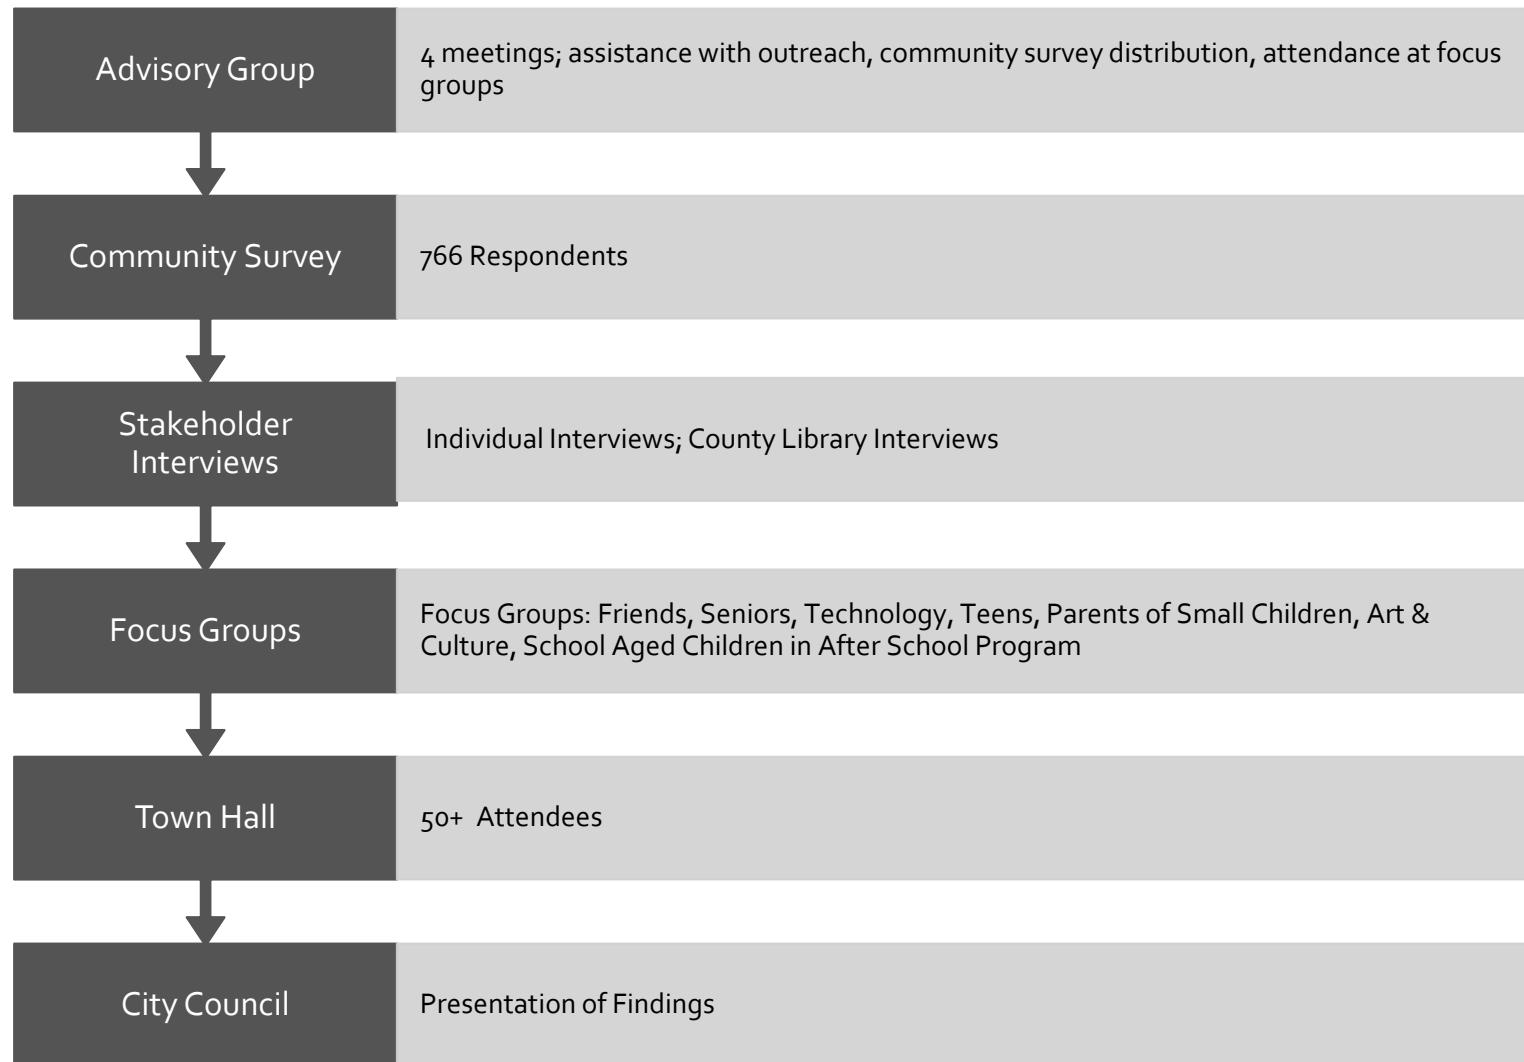 Advisory Group
4 meetings; assistance with outreach, community survey distribution, attendance at focus
groups
Community Survey
766 Respondents
Stakeholder
Interviews
Individual Interviews; County Library Interviews
Focus Groups
Focus Groups: Friends, Seniors, Technology, Teens, Parents of Small Children, Art &
Culture, School Aged Children in After School Program
Town Hall
50+ Attendees
City Council
Presentation of Findings